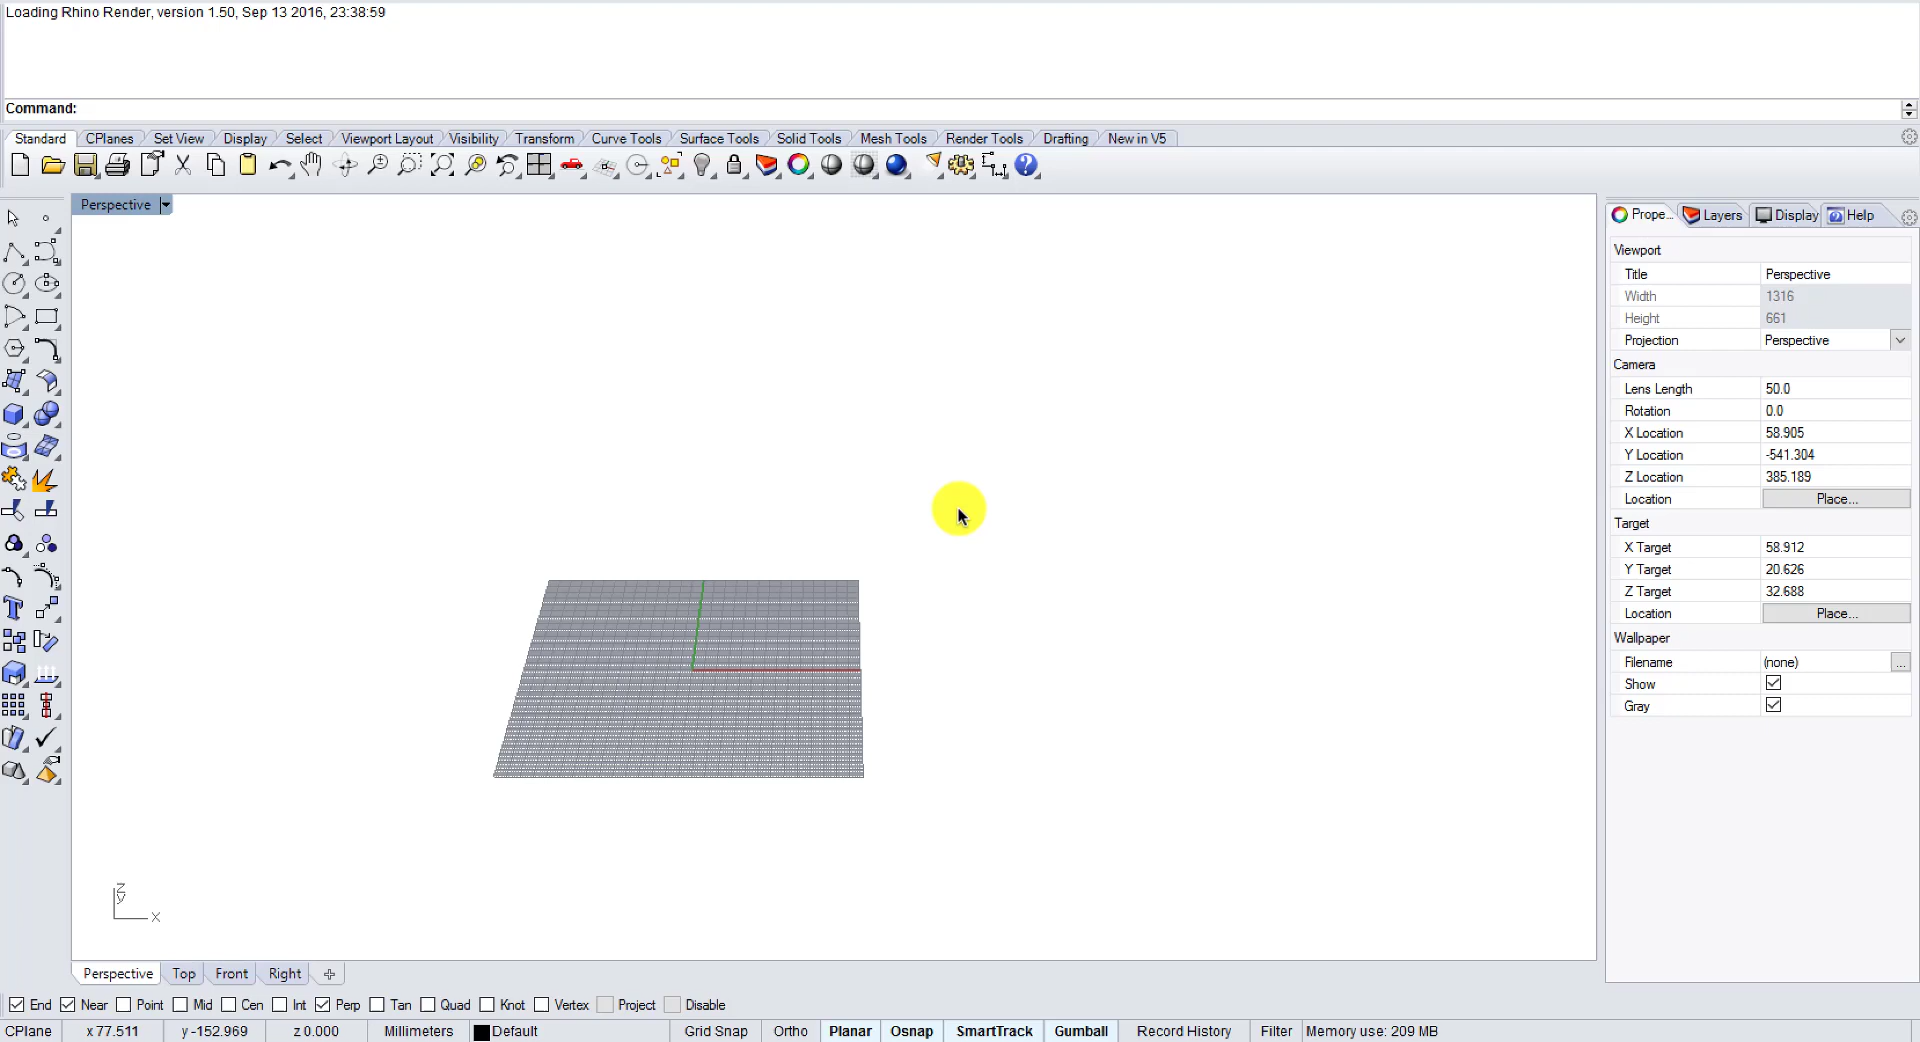 Loading Rhino Render, version 1.50, Sep 13 2016, 23:38:59
Command:
Standard CPlanes Set View Display Select Viewport Layout Visibility Transform Curve Tools Surface Tools Solid Tools Mesh Tools Render Tools Drafting New in V5
Perspective
Prope... Layers Display Help
Viewport
Title Perspective
Width 1316
Height 661
Projection Perspective
Camera
Lens Length 50.0
Rotation 0.0
X Location 58.905
Y Location -541.304
Z Location 385.189
Location Place...
Target
X Target 58.912
Y Target 20.626
Z Target 32.688
Location Place...
Wallpaper
Filename (none) ...
Show
Gray
z
y
x
Perspective Top Front Right
End Near Point Mid Cen Int Perp Tan Quad Knot Vertex Project Disable
CPlane x 77.511 y -152.969 z 0.000 Millimeters Default Grid Snap Ortho Planar Osnap SmartTrack Gumball Record History Filter Memory use: 209 MB